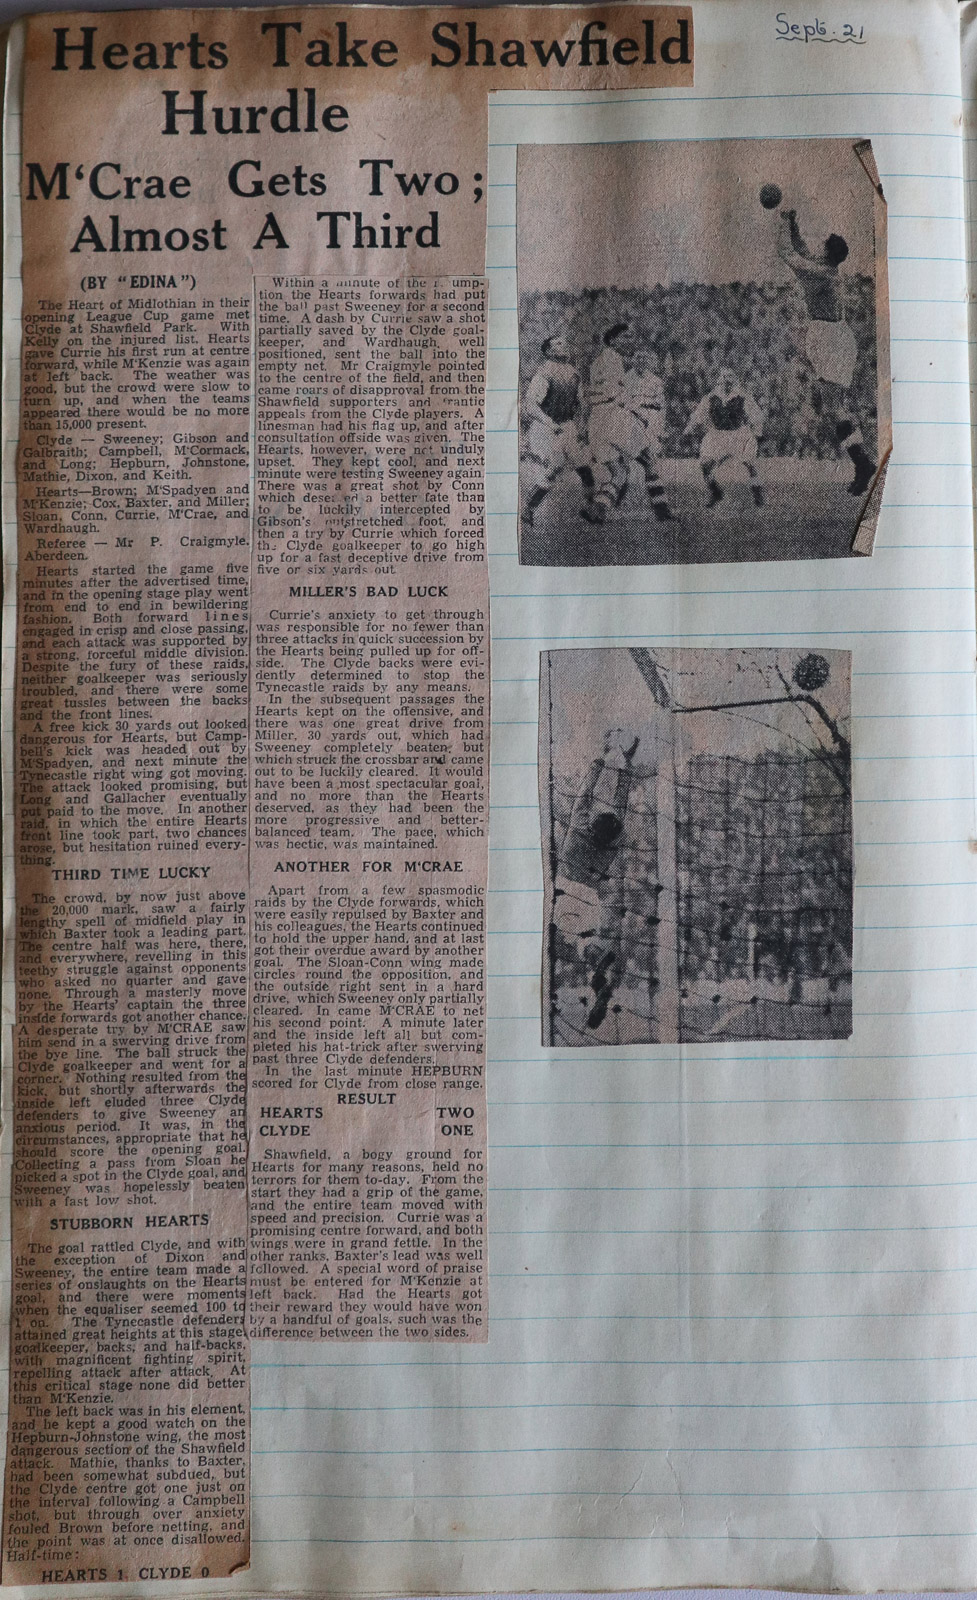 Hearts Take Shawfield
Hurdle
M'Crae Gets Two;
Almost A Third
Sept. 21
(BY "EDINA")
The Heart of Midlothian in their
opening League Cup game met
Clyde at Shawfield Park. With
Kelly on the injured list, Hearts
gave Currie his first run at centre
forward, while M'Kenzie was again
at left back. The weather was
good, but the crowd were slow to
turn up, and when the teams
appeared there would be no more
than 15,000 present.
Clyde — Sweeney; Gibson and
Galbraith; Campbell, M'Cormack,
and Long; Hepburn, Johnstone,
Mathie, Dixon, and Keith.
Hearts—Brown; M'Spadyen and
M'Kenzie; Cox, Baxter, and Miller;
Sloan, Conn, Currie, M'Crae, and
Wardhaugh.
Referee — Mr P. Craigmyle,
Aberdeen.
Hearts started the game five
minutes after the advertised time,
and in the opening stage play went
from end to end in bewildering
fashion. Both forward lines
engaged in crisp and close passing,
and each attack was supported by
a strong, forceful middle division.
Despite the fury of these raids,
neither goalkeeper was seriously
troubled, and there were some
great tussles between the backs
and the front lines.
A free kick 30 yards out looked
dangerous for Hearts, but Camp-
bell's kick was headed out by
M'Spadyen, and next minute the
Tynecastle right wing got moving.
The attack looked promising, but
Long and Gallacher eventually
put paid to the move. In another
raid, in which the entire Hearts
front line took part, two chances
arose, but hesitation ruined every-
thing.
THIRD TIME LUCKY
The crowd, by now just above
the 20,000 mark, saw a fairly
lengthy spell of midfield play in
which Baxter took a leading part.
The centre half was here, there,
and everywhere, revelling in this
teethy struggle against opponents
who asked no quarter and gave
none. Through a masterly move
by the Hearts' captain the three
inside forwards got another chance.
A desperate try by M'CRAE saw
him send in a swerving drive from
the bye line. The ball struck the
Clyde goalkeeper and went for a
corner. Nothing resulted from the
kick, but shortly afterwards the
inside left eluded three Clyde
defenders to give Sweeney an
anxious period. It was, in the
circumstances, appropriate that he
should score the opening goal.
Collecting a pass from Sloan he
picked a spot in the Clyde goal, and
Sweeney was hopelessly beaten
with a fast low shot.
STUBBORN HEARTS
The goal rattled Clyde, and with
the exception of Dixon and
Sweeney, the entire team made a
series of onslaughts on the Hearts
goal, and there were moments
when the equaliser seemed 100 to
1 on. The Tynecastle defenders
attained great heights at this stage,
goalkeeper, backs, and half-backs,
with magnificent fighting spirit,
repelling attack after attack. At
this critical stage none did better
than M'Kenzie.
The left back was in his element,
and he kept a good watch on the
Hepburn-Johnstone wing, the most
dangerous section of the Shawfield
attack. Mathie, thanks to Baxter,
had been somewhat subdued, but
the Clyde centre got one just on
the interval following a Campbell
shot, but through over anxiety
fouled Brown before netting, and
the point was at once disallowed.
Half-time:
HEARTS 1 CLYDE 0
Within a minute of the
tion the Hearts forwards had put
the ball past Sweeney for a second
time. A dash by Currie saw a shot
partially saved by the Clyde goal-
keeper, and Wardhaugh, well
positioned, sent the ball into the
empty net. Mr Craigmyle pointed
to the centre of the field, and then
came roars of disapproval from the
Shawfield supporters and frantic
appeals from the Clyde players. A
linesman had his flag up, and after
consultation offside was given. The
Hearts, however, were not unduly
upset. They kept cool, and next
minute were testing Sweeney again.
There was a great shot by Conn
which deserved a better fate than
to be luckily intercepted by
Gibson's outstretched foot, and
then a try by Currie which forced
the Clyde goalkeeper to go high
up for a fast deceptive drive from
five or six yards out.
MILLER'S BAD LUCK
Currie's anxiety to get through
was responsible for no fewer than
three attacks in quick succession by
the Hearts being pulled up for off-
side. The Clyde backs were evi-
dently determined to stop the
Tynecastle raids by any means.
In the subsequent passages the
Hearts kept on the offensive, and
there was one great drive from
Miller, 30 yards out, which had
Sweeney completely beaten, but
which struck the crossbar and came
out to be luckily cleared. It would
have been a most spectacular goal,
and no more than the Hearts
deserved, as they had been the
more progressive and better-
balanced team. The pace, which
was hectic, was maintained.
ANOTHER FOR M'CRAE
Apart from a few spasmodic
raids by the Clyde forwards, which
were easily repulsed by Baxter and
his colleagues, the Hearts continued
to hold the upper hand, and at last
got their overdue award by another
goal. The Sloan-Conn wing made
circles round the opposition, and
the outside right sent in a hard
drive, which Sweeney only partially
cleared. In came M'CRAE to net
his second point. A minute later
and the inside left all but com-
pleted his hat-trick after swerving
past three Clyde defenders.
In the last minute HEPBURN
scored for Clyde from close range.
RESULT
HEARTS TWO
CLYDE ONE
Shawfield, a bogy ground for
Hearts for many reasons, held no
terrors for them to-day. From the
start they had a grip of the game,
and the entire team moved with
speed and precision. Currie was a
promising centre forward, and both
wings were in grand fettle. In the
other ranks, Baxter's lead was well
followed. A special word of praise
must be entered for M'Kenzie at
left back. Had the Hearts got
their reward they would have won
by a handful of goals, such was the
difference between the two sides.